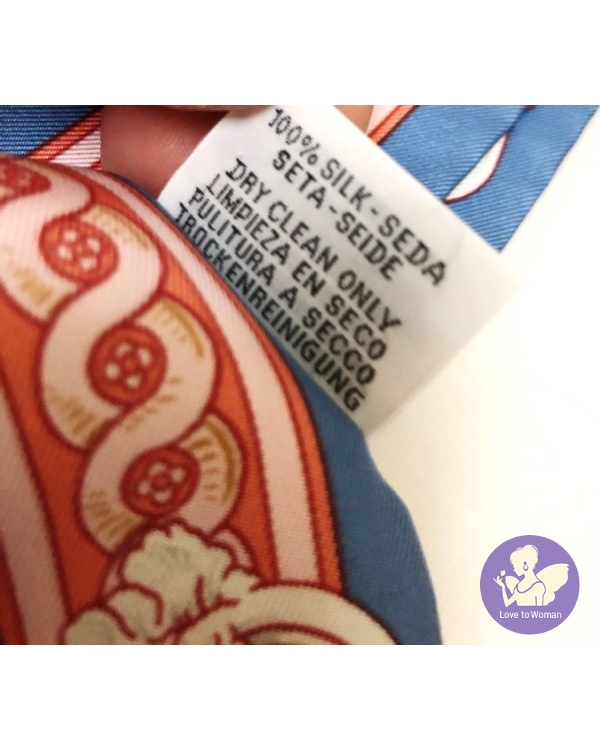 100% SILK-SEDA
SETA-SEIDE
DRY CLEAN ONLY
LIMPIEZA EN SECO
PULITURA A SECCO
TROCKENREINIGUNG
Love to Woman